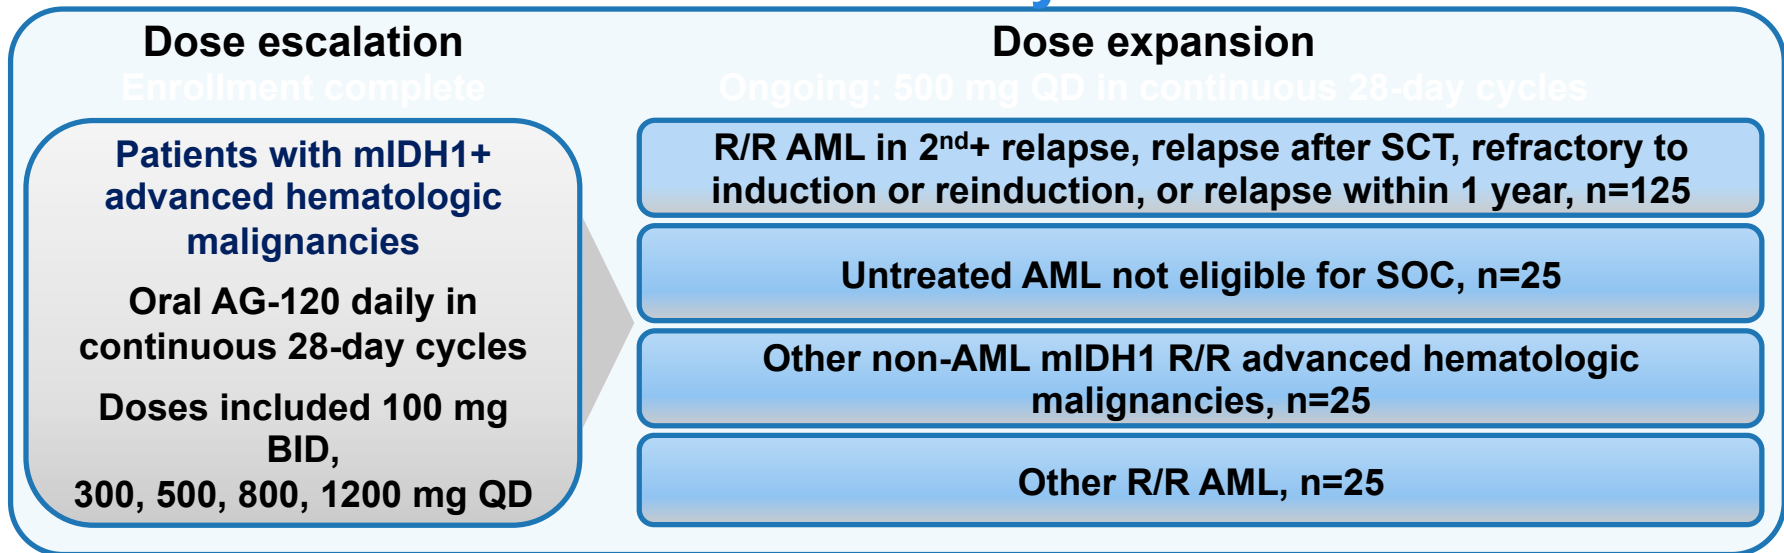 Dose escalation
Enrollment complete
Patients with mIDH1+
advanced hematologic
malignancies
Oral AG-120 daily in
continuous 28-day cycles
Doses included 100 mg
BID,
300, 500, 800, 1200 mg QD
Dose expansion
Ongoing: 500 mg QD in continuous 28-day cycles
R/R AML in 2nd+ relapse, relapse after SCT, refractory to
induction or reinduction, or relapse within 1 year, n=125
Untreated AML not eligible for SOC, n=25
Other non-AML mIDH1 R/R advanced hematologic
malignancies, n=25
Other R/R AML, n=25